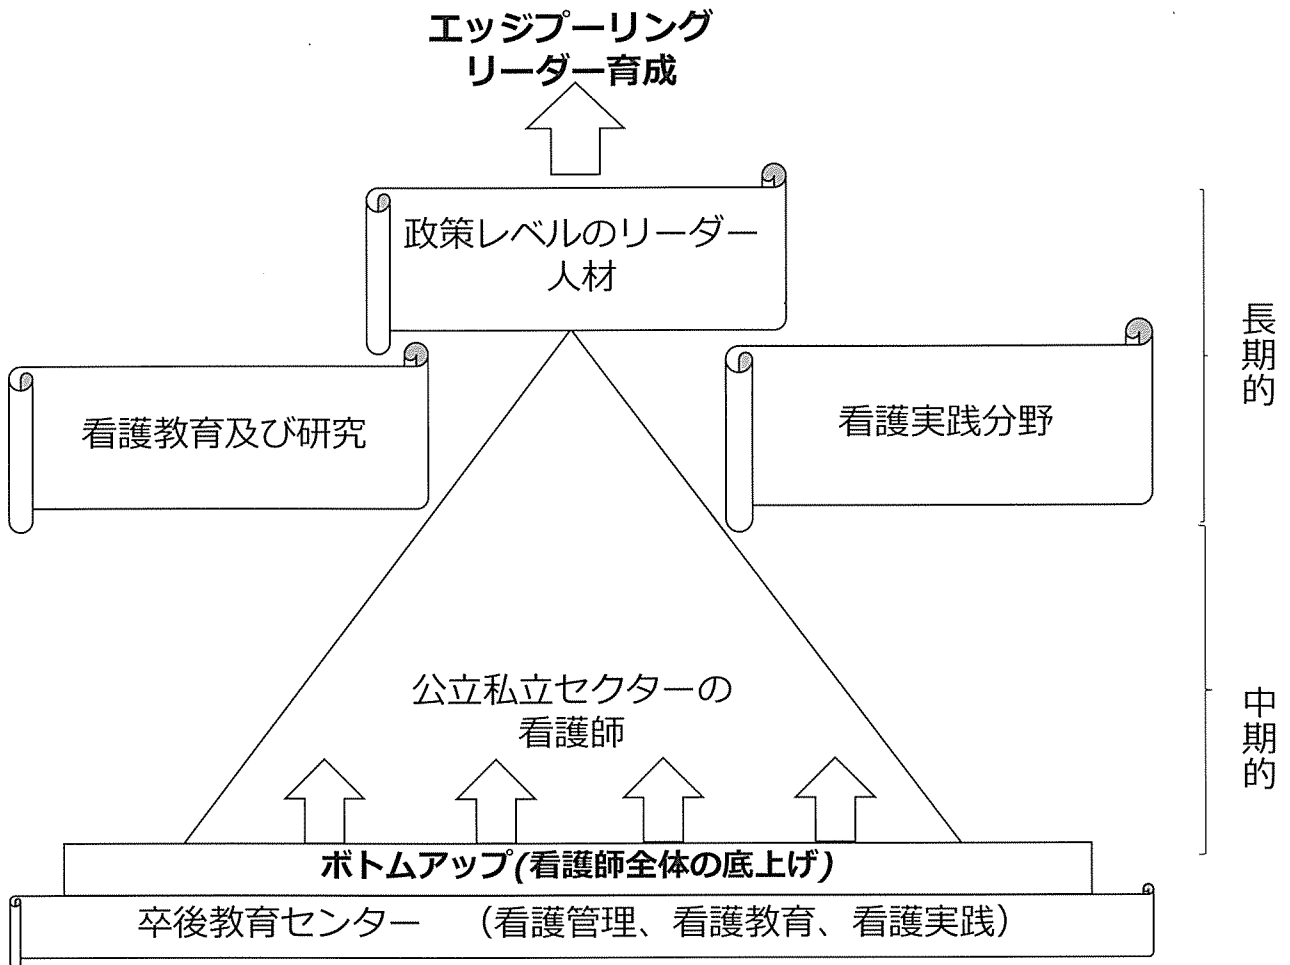 エッジプーリング
リーダー育成
政策レベルのリーダー
人材
看護教育及び研究
看護実践分野
長期的
公立私立セクターの
看護師
中期的
ボトムアップ(看護師全体の底上げ)
卒後教育センター （看護管理、看護教育、看護実践）